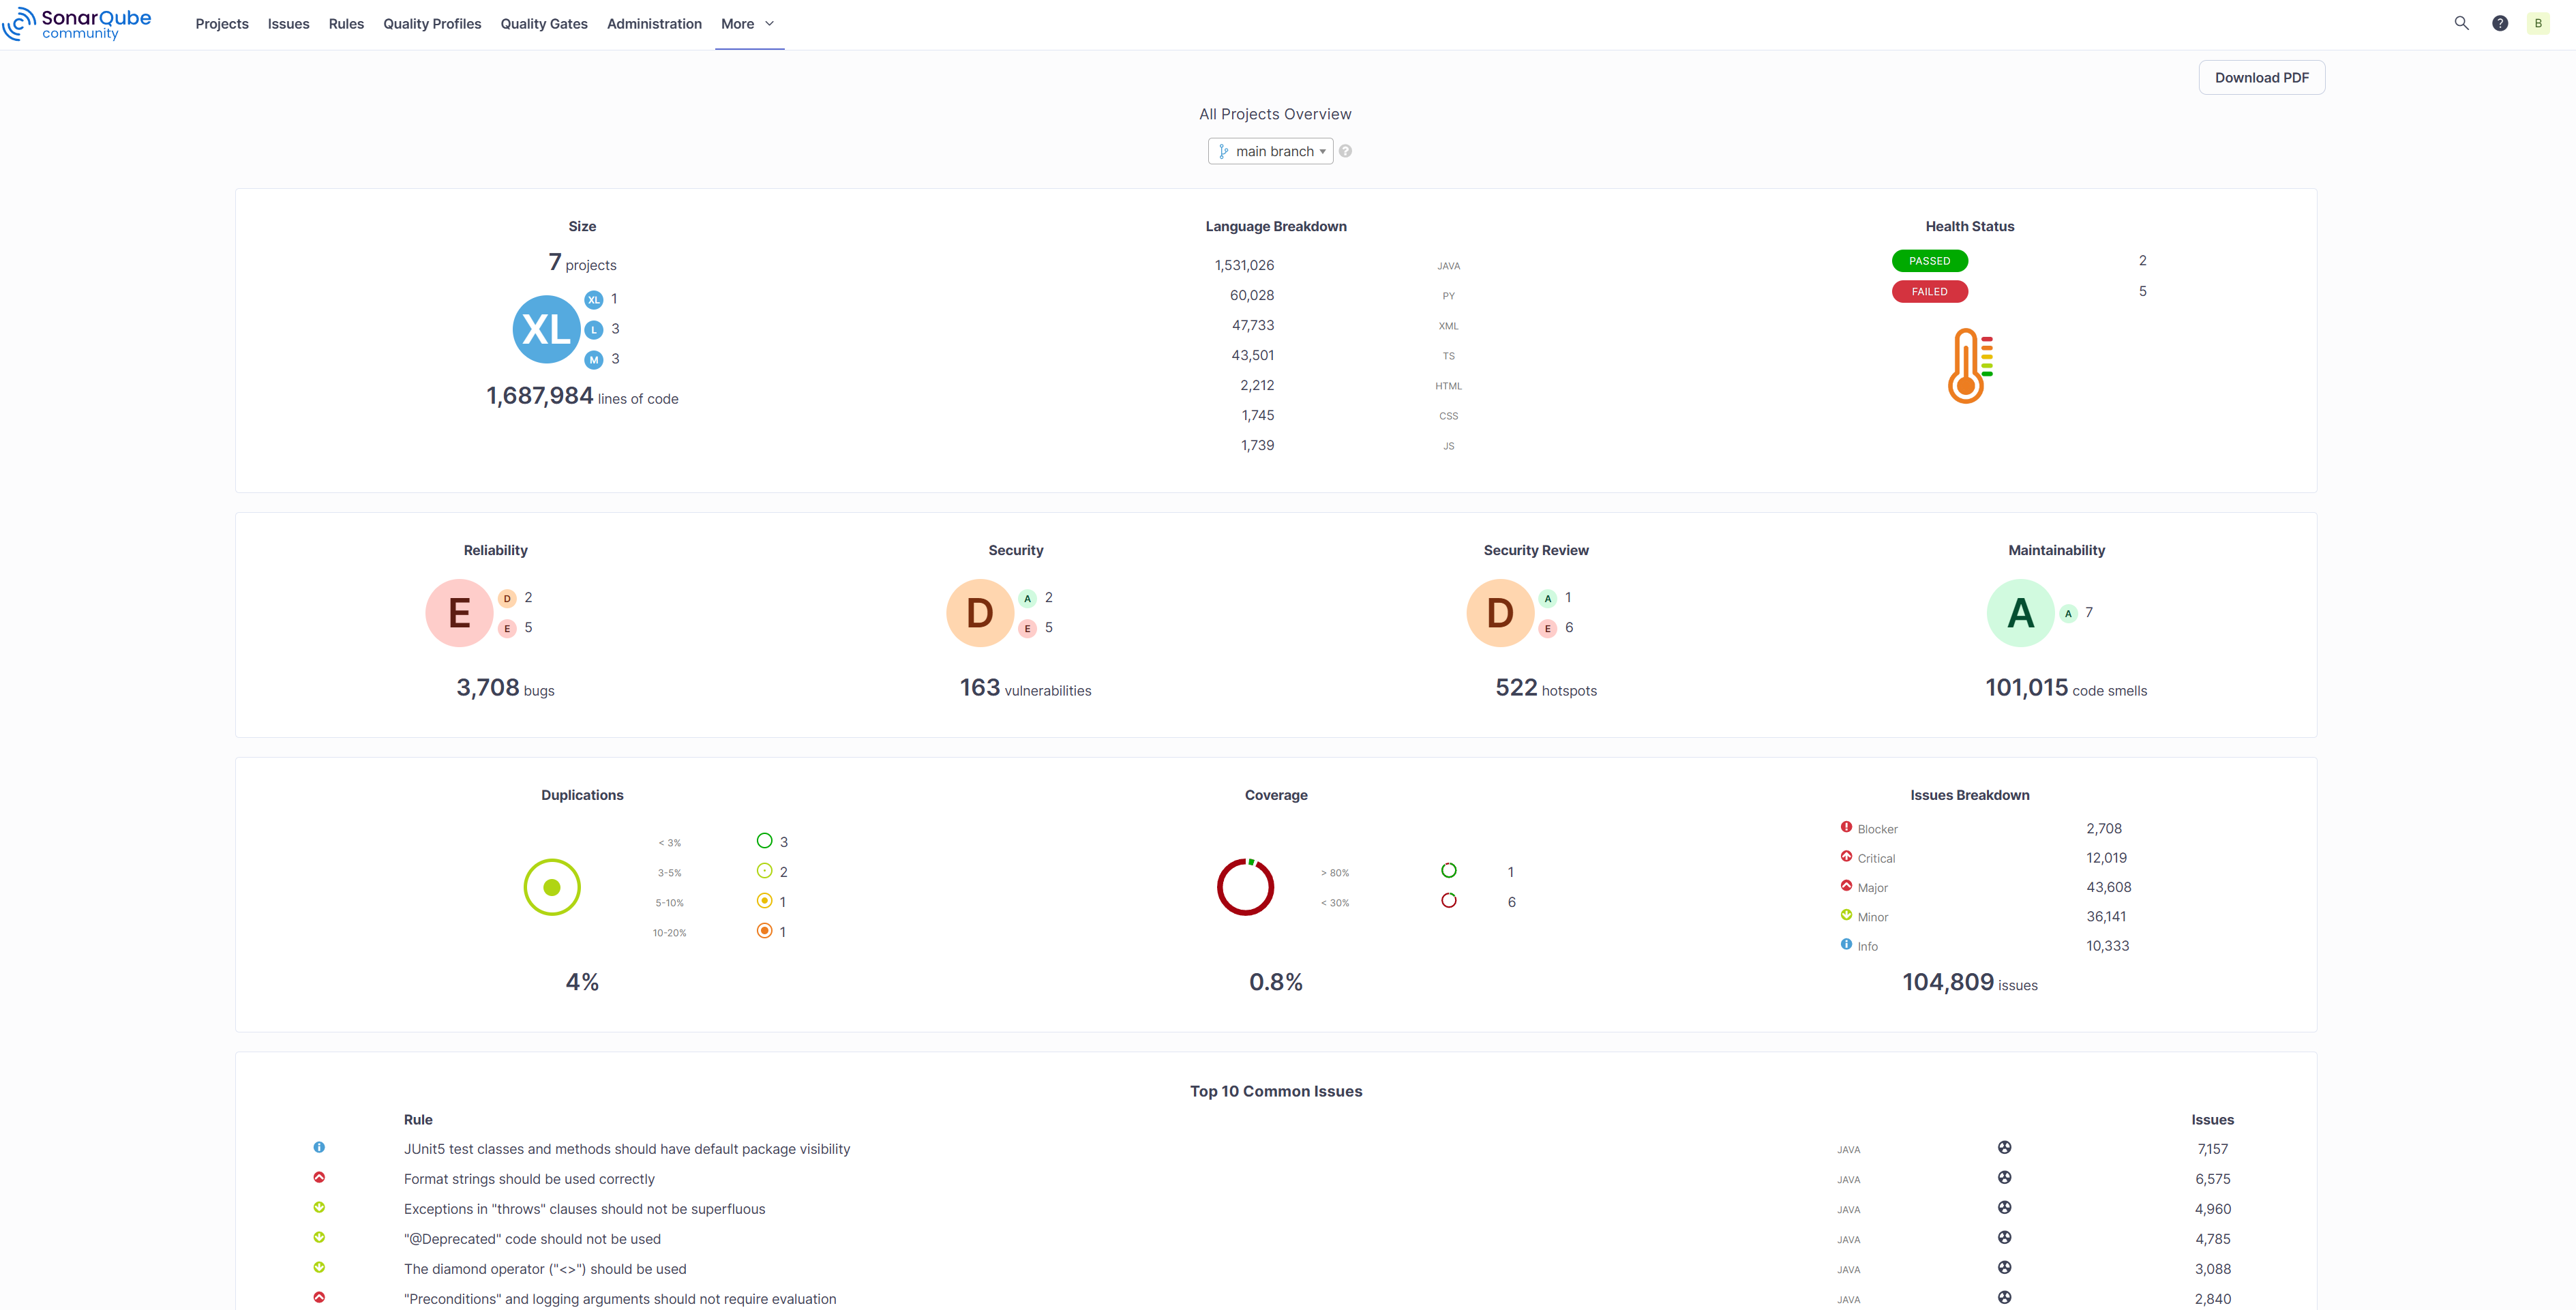 SonarQube community
Projects Issues Rules Quality Profiles Quality Gates Administration More
? B
Download PDF
All Projects Overview
main branch ?
Size
7 projects
XL
XL 1
L 3
M 3
1,687,984 lines of code
Language Breakdown
1,531,026 JAVA
60,028 PY
47,733 XML
43,501 TS
2,212 HTML
1,745 CSS
1,739 JS
Health Status
PASSED 2
FAILED 5
Reliability
E
D 2
E 5
3,708 bugs
Security
D
A 2
E 5
163 vulnerabilities
Security Review
D
A 1
E 6
522 hotspots
Maintainability
A
A 7
101,015 code smells
Duplications
< 3% 3
3-5% 2
5-10% 1
10-20% 1
4%
Coverage
> 80% 1
< 30% 6
0.8%
Issues Breakdown
Blocker 2,708
Critical 12,019
Major 43,608
Minor 36,141
Info 10,333
104,809 issues
Top 10 Common Issues
Rule Issues
JUnit5 test classes and methods should have default package visibility JAVA 7,157
Format strings should be used correctly JAVA 6,575
Exceptions in "throws" clauses should not be superfluous JAVA 4,960
"@Deprecated" code should not be used JAVA 4,785
The diamond operator ("<>") should be used JAVA 3,088
"Preconditions" and logging arguments should not require evaluation JAVA 2,840